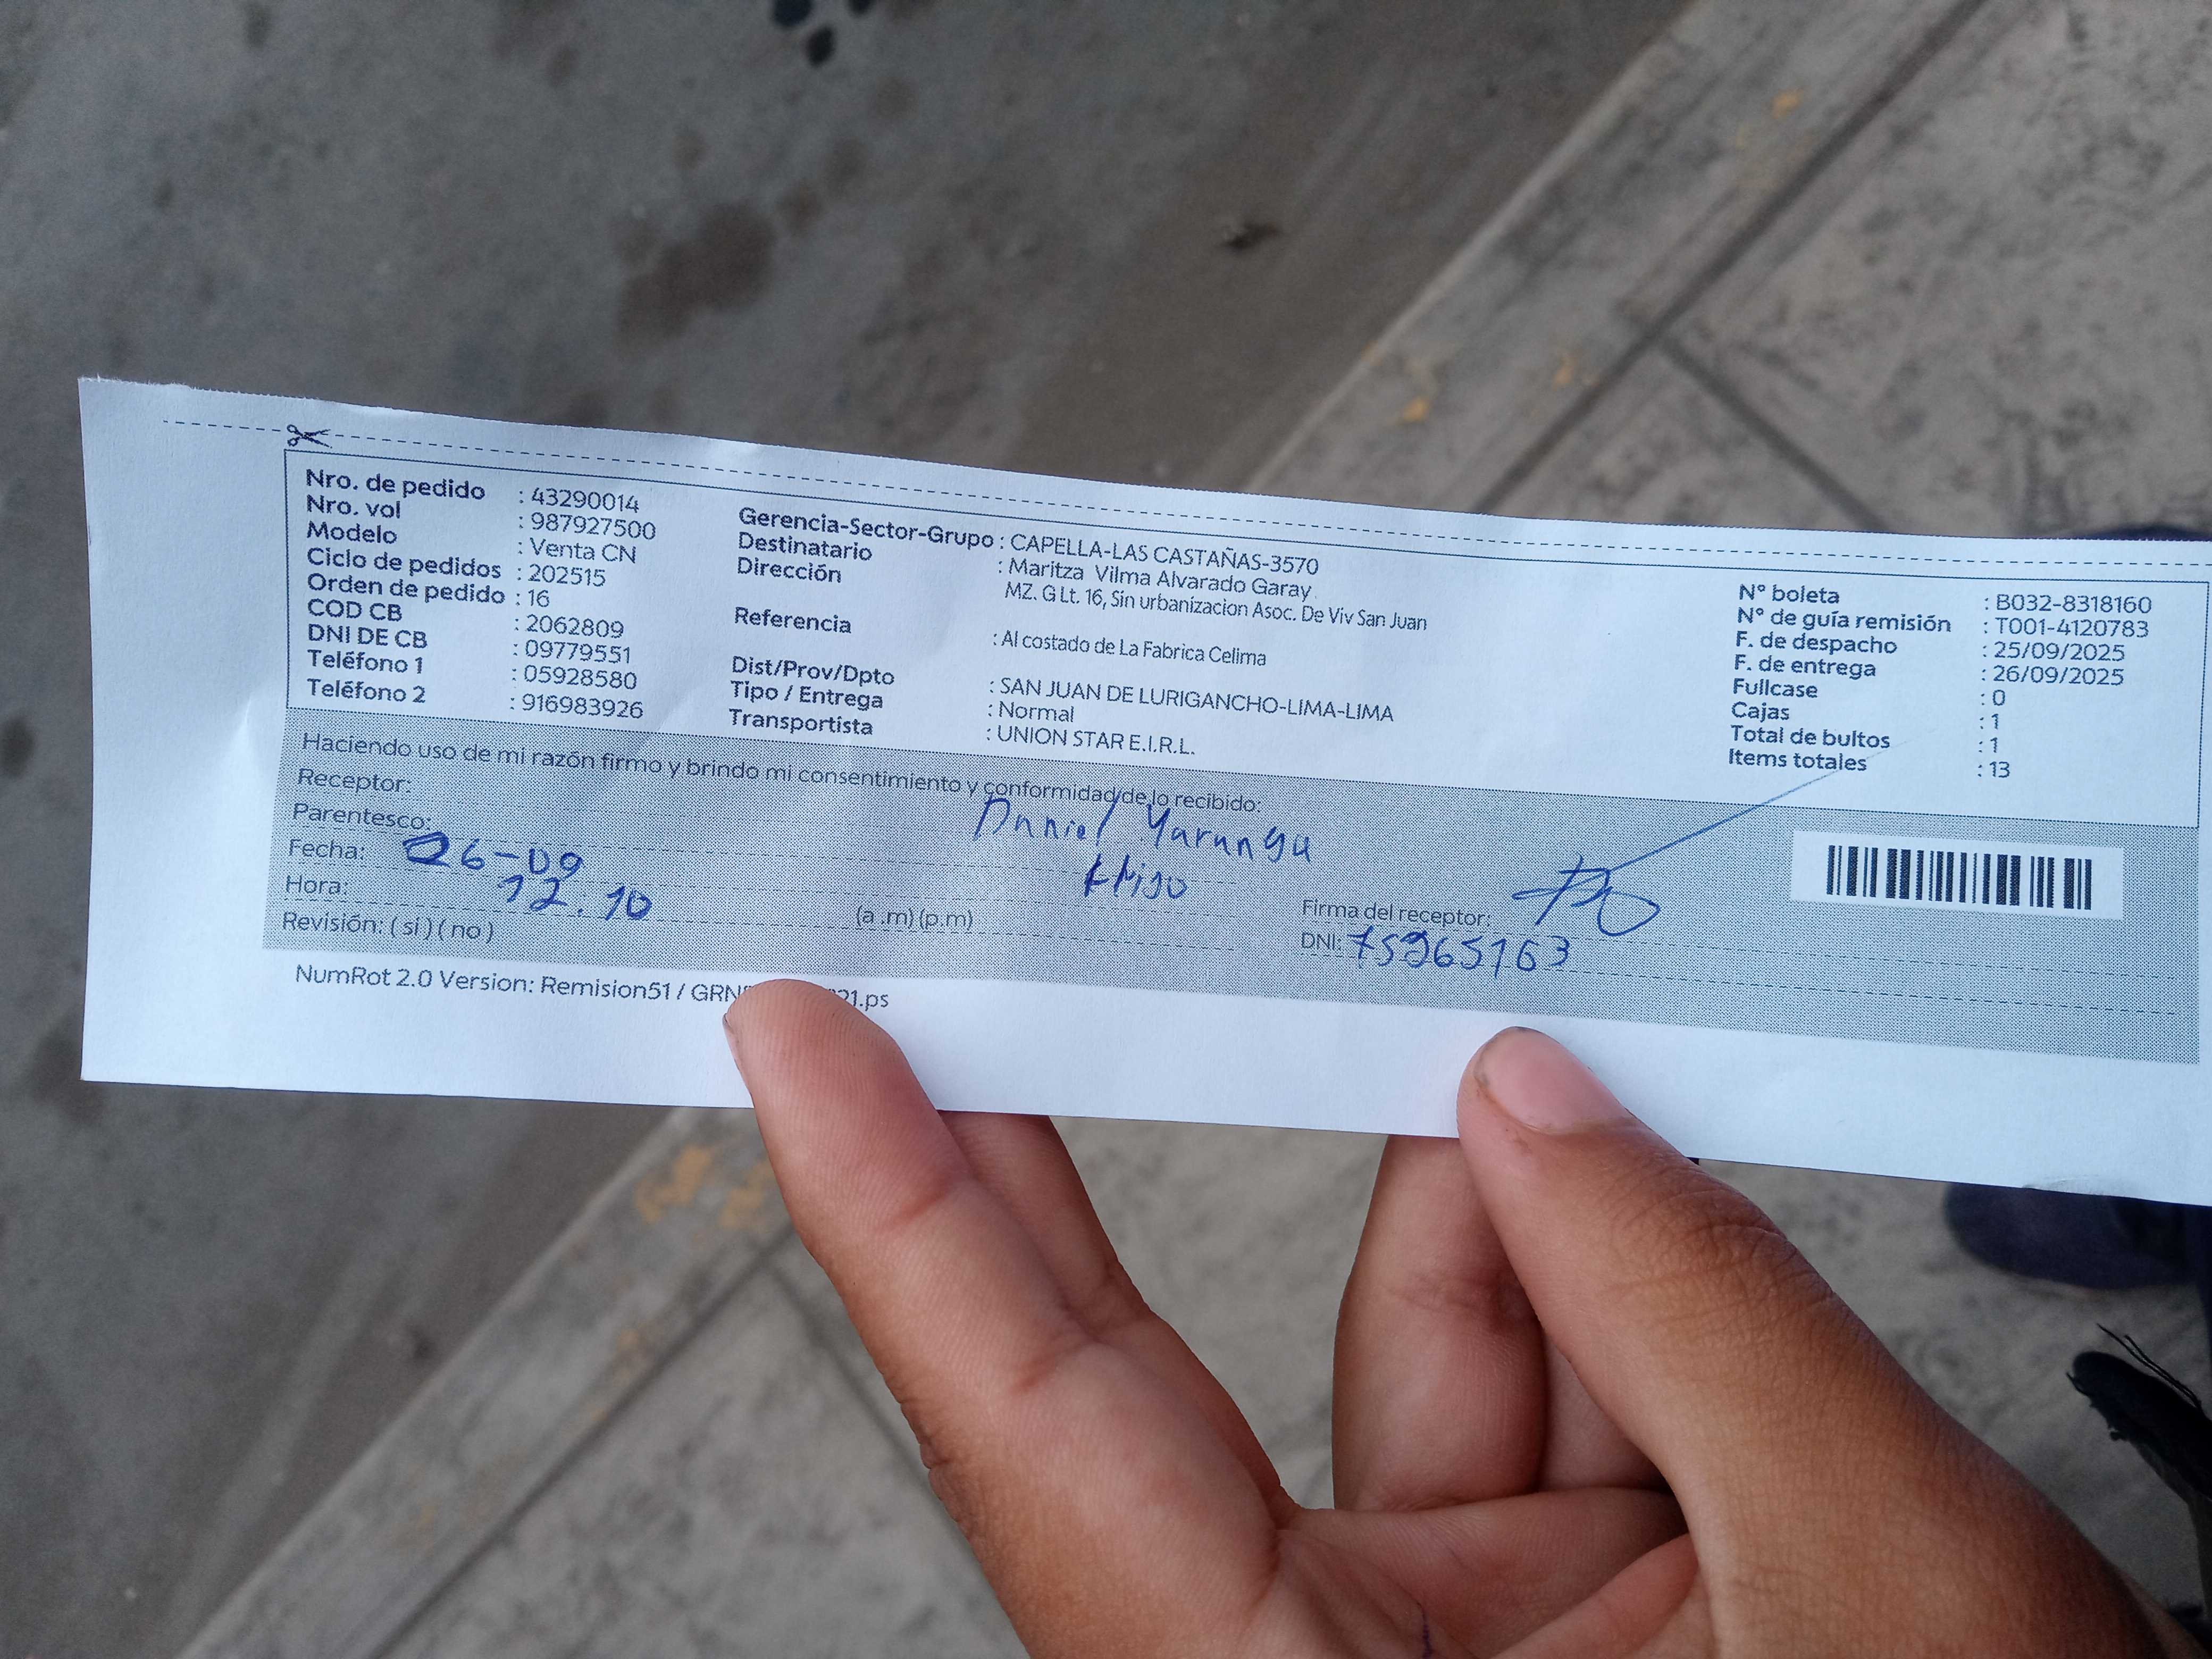 Nro. de pedido : 43290014
Nro. vol : 987927500
Modelo : Venta CN
Ciclo de pedidos : 202515
Orden de pedido : 16
COD CB : 2062809
DNI DE CB : 09779551
Teléfono 1 : 05928580
Teléfono 2 : 916983926
Gerencia-Sector-Grupo : CAPELLA-LAS CASTAÑAS-3570
Destinatario : Maritza Vilma Alvarado Garay
Dirección MZ. G Lt. 16, Sin urbanizacion Asoc. De Viv San Juan
Referencia : Al costado de La Fabrica Celima
Dist/Prov/Dpto : SAN JUAN DE LURIGANCHO-LIMA-LIMA
Tipo / Entrega : Normal
Transportista : UNION STAR E.I.R.L.
N° boleta : B032-8318160
N° de guía remisión : T001-4120783
F. de despacho : 25/09/2025
F. de entrega : 26/09/2025
Fullcase : 0
Cajas : 1
Total de bultos : 1
Items totales : 13
Haciendo uso de mi razón firmo y brindo mi consentimiento y conformidad de lo recibido:
Receptor: Daniel Yaranga
Parentesco: Hijo
Fecha: 26-09
Hora: 12.10 (a .m) (p.m)
Revisión: ( si ) ( no )
Firma del receptor:
DNI: 75265163
NumRot 2.0 Version: Remision51 / 21.ps